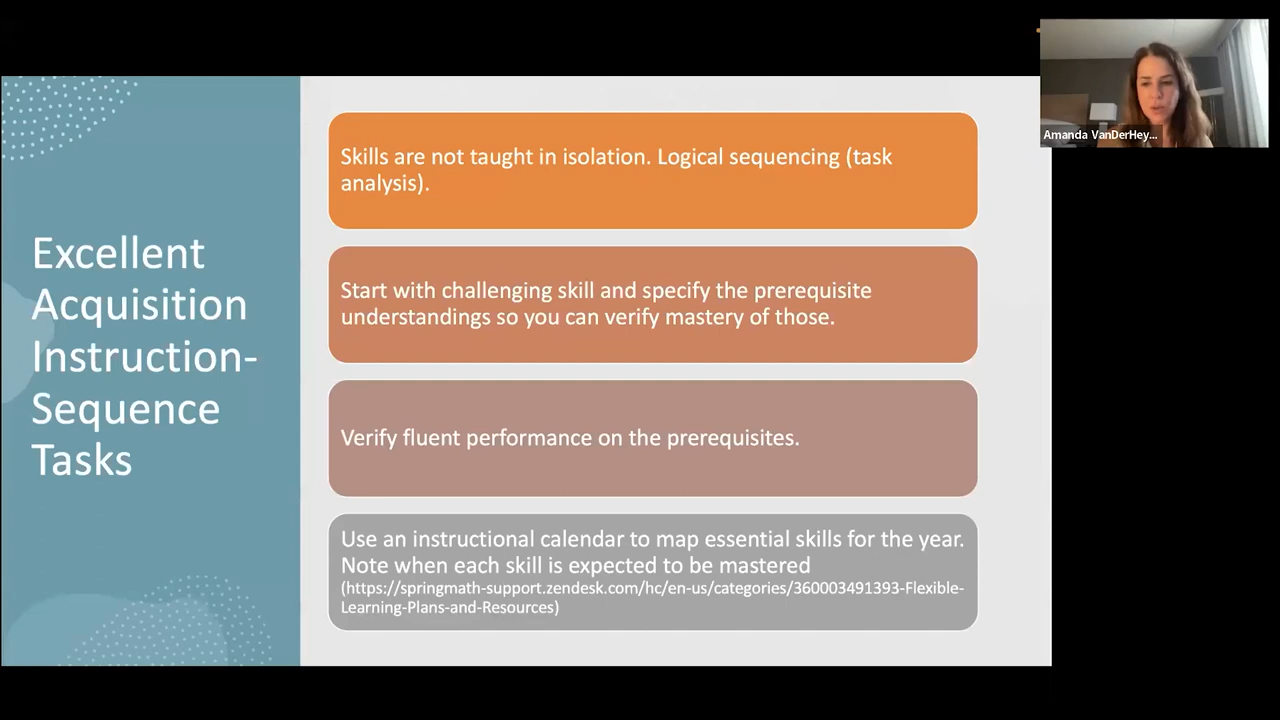 Excellent
Acquisition
Instruction-
Sequence
Tasks
Skills are not taught in isolation. Logical sequencing (task
analysis).
Start with challenging skill and specify the prerequisite
understandings so you can verify mastery of those.
Verify fluent performance on the prerequisites.
Use an instructional calendar to map essential skills for the year.
Note when each skill is expected to be mastered
(https://springmath-support.zendesk.com/hc/en-us/categories/360003491393-Flexible-
Learning-Plans-and-Resources)
Amanda VanDerHey...